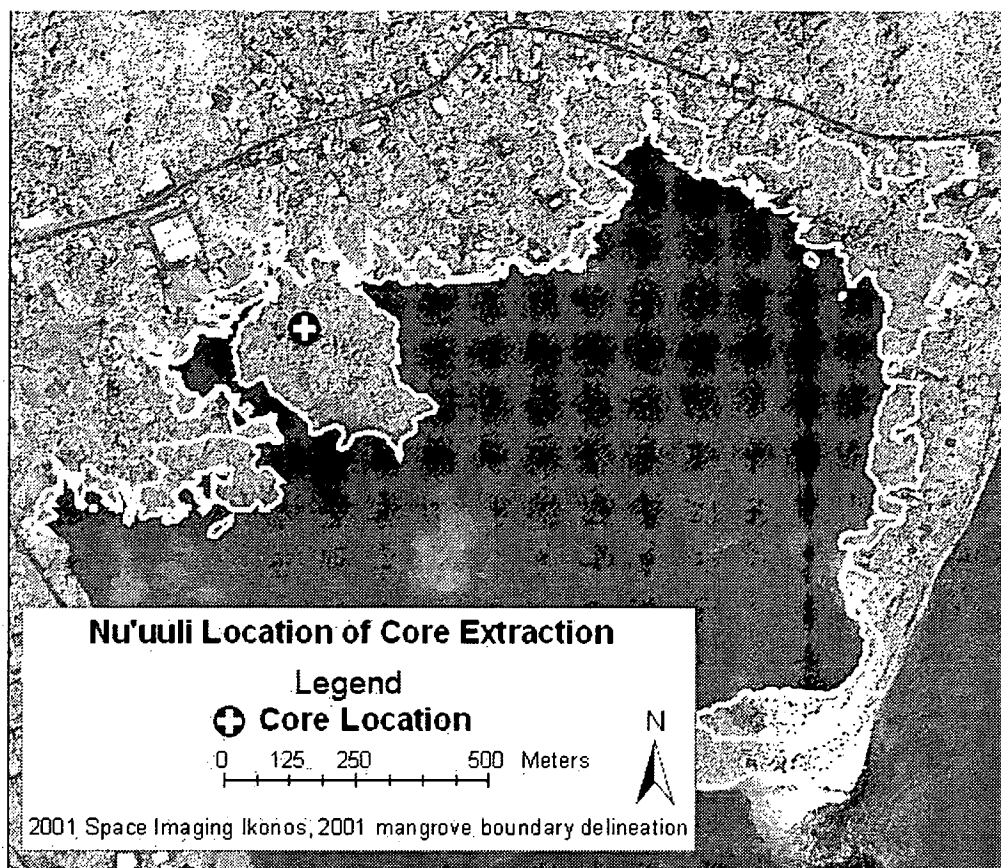 Nu'uuli Location of Core Extraction
Legend
Core Location
N
0 125 250 500 Meters
2001 Space Imaging Ikonos, 2001 mangrove boundary delineation